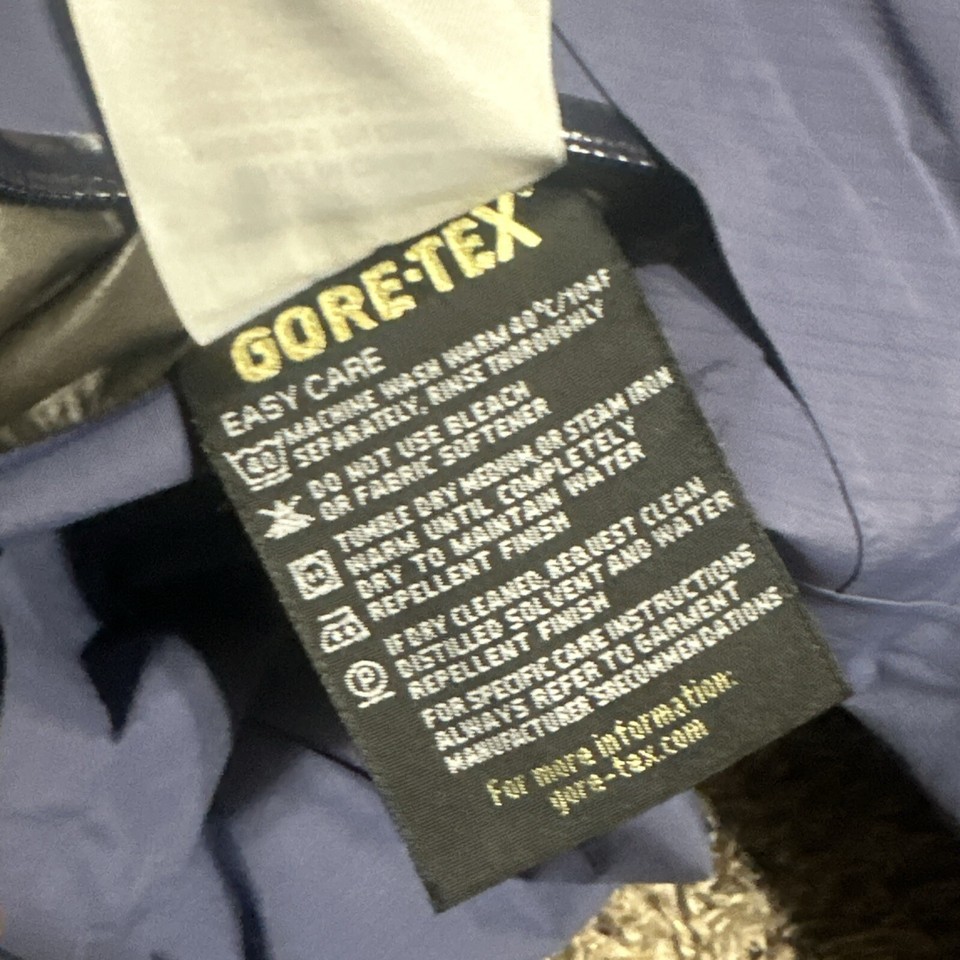 GORE-TEX
EASY CARE
40 MACHINE WASH WARM 40°C/104F
SEPARATELY, RINSE THOROUGHLY
DO NOT USE BLEACH
OR FABRIC SOFTENER
TUMBLE DRY MEDIUM, OR STEAM IRON
WARM UNTIL COMPLETELY
DRY TO MAINTAIN WATER
REPELLENT FINISH
P IF DRY CLEANED, REQUEST CLEAN
DISTILLED SOLVENT AND WATER
REPELLENT FINISH
FOR SPECIFIC CARE INSTRUCTIONS
ALWAYS REFER TO GARMENT
MANUFACTURER'S RECOMMENDATIONS
For more information:
gore-tex.com